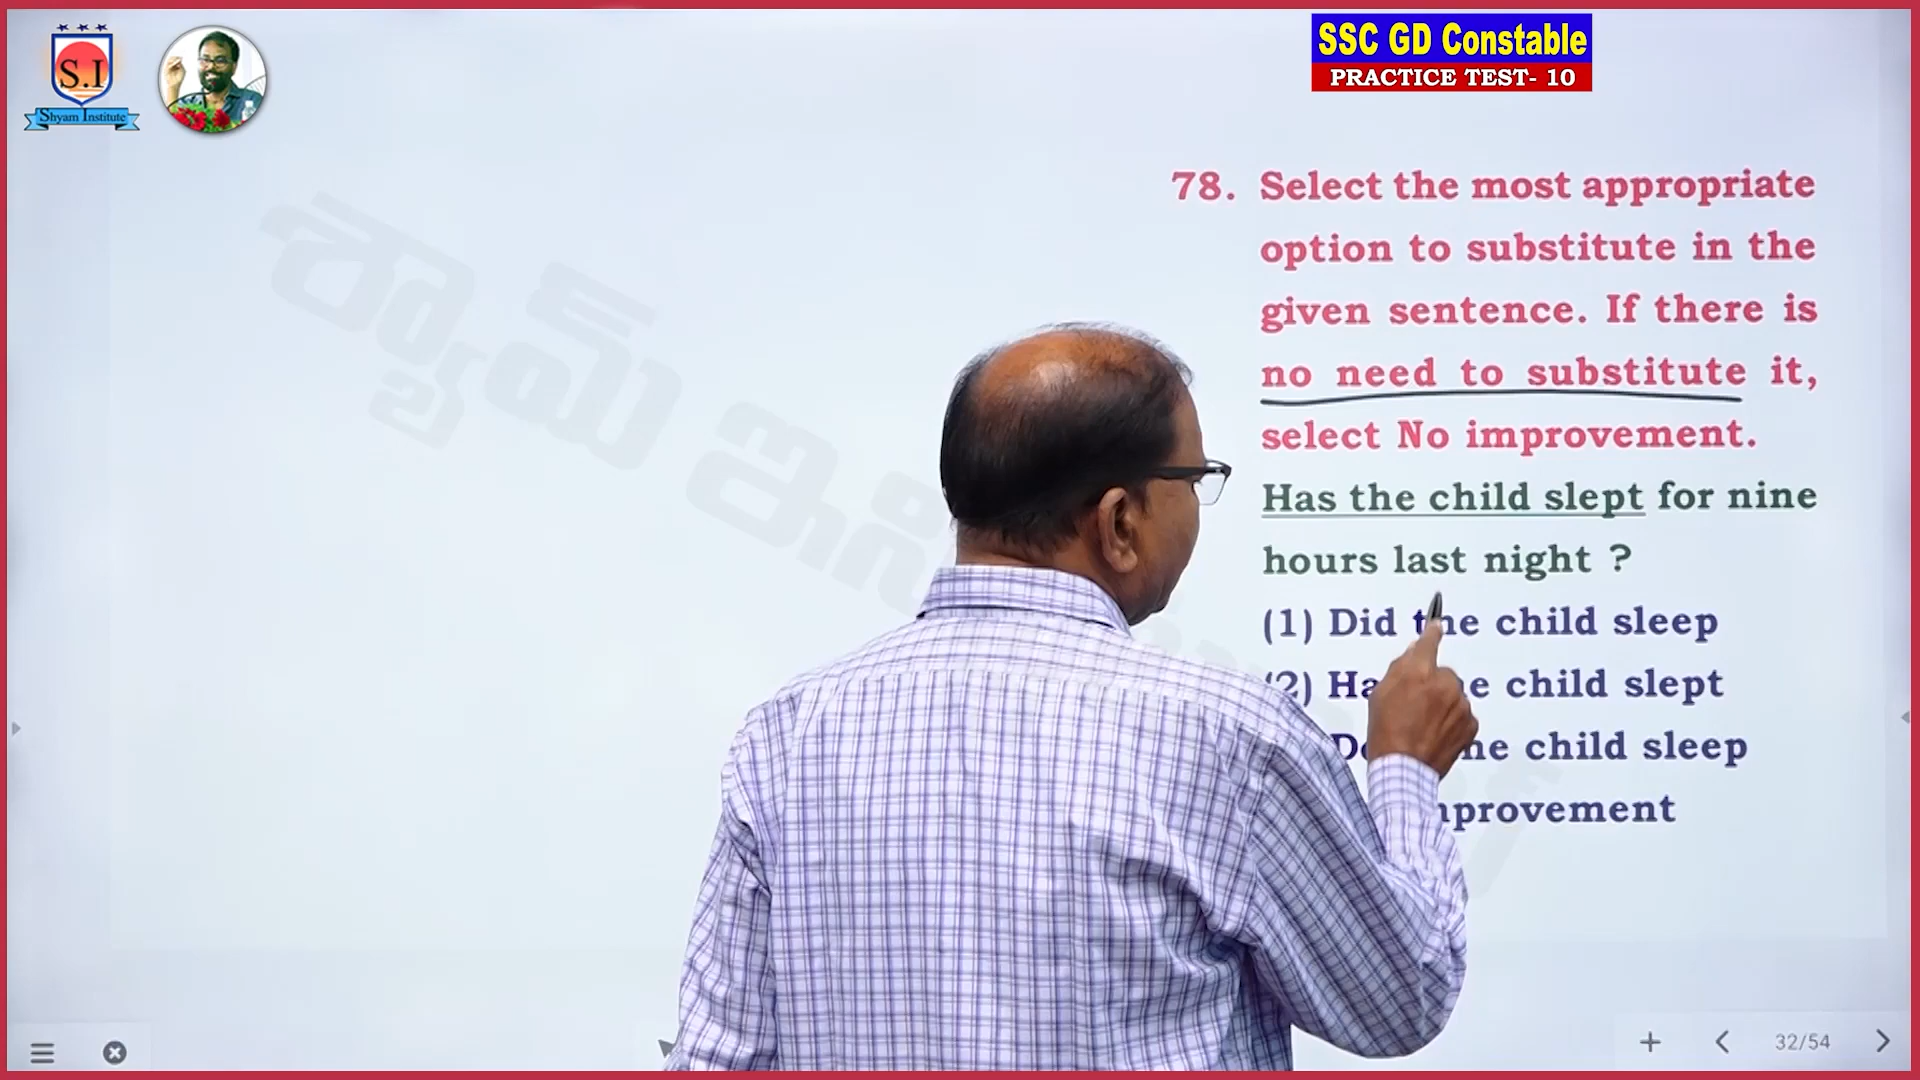 S.I
Shyam Institute
SSC GD Constable
PRACTICE TEST- 10
78. Select the most appropriate
option to substitute in the
given sentence. If there is
no need to substitute it,
select No improvement.
Has the child slept for nine
hours last night ?
(1) Did the child sleep
child slept
child sleep
32/54